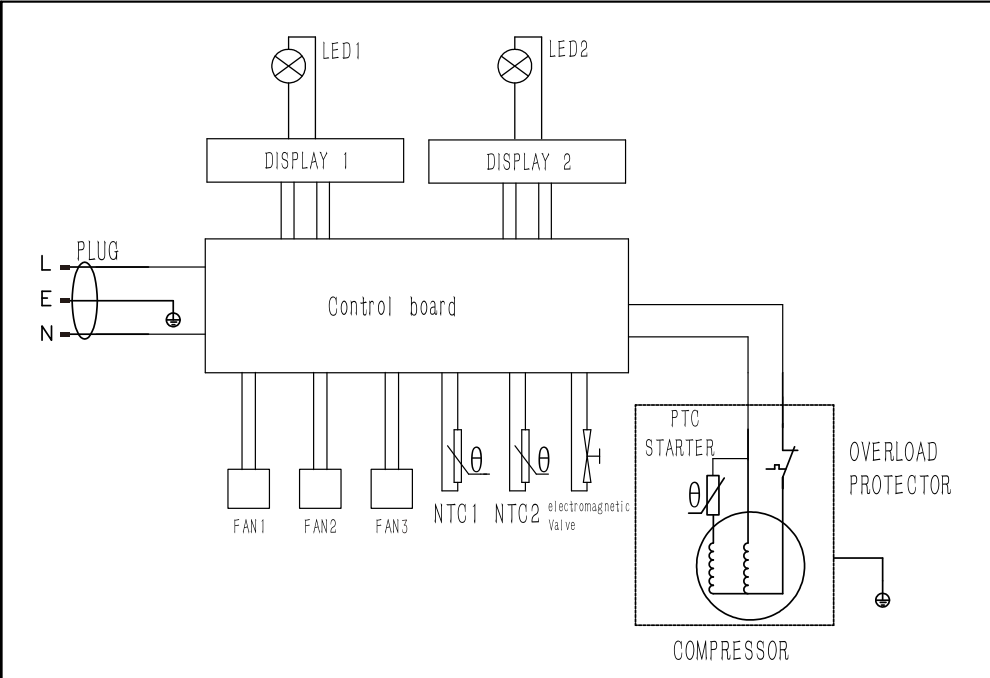 LED1
LED2
DISPLAY 1
DISPLAY 2
PLUG
L
E
N
Control board
PTC
STARTER
OVERLOAD
PROTECTOR
θ
θ
θ
FAN1
FAN2
FAN3
NTC1
NTC2
electromagnetic
Valve
COMPRESSOR